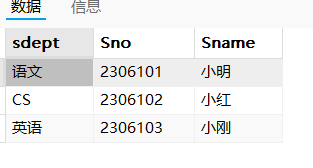 数据 信息
sdept Sno Sname
语文 2306101 小明
CS 2306102 小红
英语 2306103 小刚